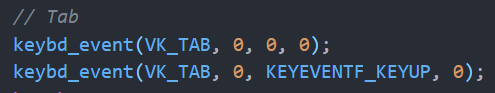 // Tab
keybd_event(VK_TAB, 0, 0, 0);
keybd_event(VK_TAB, 0, KEYEVENTF_KEYUP, 0);